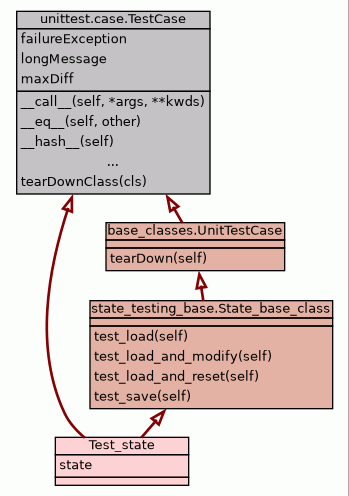 unittest.case.TestCase
failureException
longMessage
maxDiff
__call__(self, *args, **kwds)
__eq__(self, other)
__hash__(self)
...
tearDownClass(cls)
base_classes.UnitTestCase
tearDown(self)
state_testing_base.State_base_class
test_load(self)
test_load_and_modify(self)
test_load_and_reset(self)
test_save(self)
Test_state
state